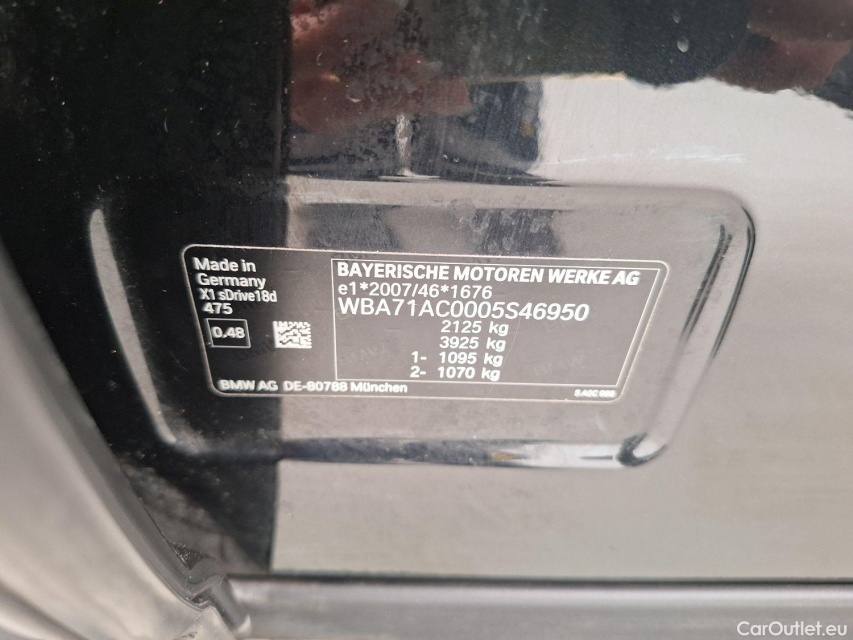 Made in
Germany
X1 sDrive18d
475
0.48
BAYERISCHE MOTOREN WERKE AG
e1*2007/46*1676
WBA71AC0005S46950
2125 kg
3925 kg
1- 1095 kg
2- 1070 kg
BMW AG DE-80788 München
CarOutlet.eu